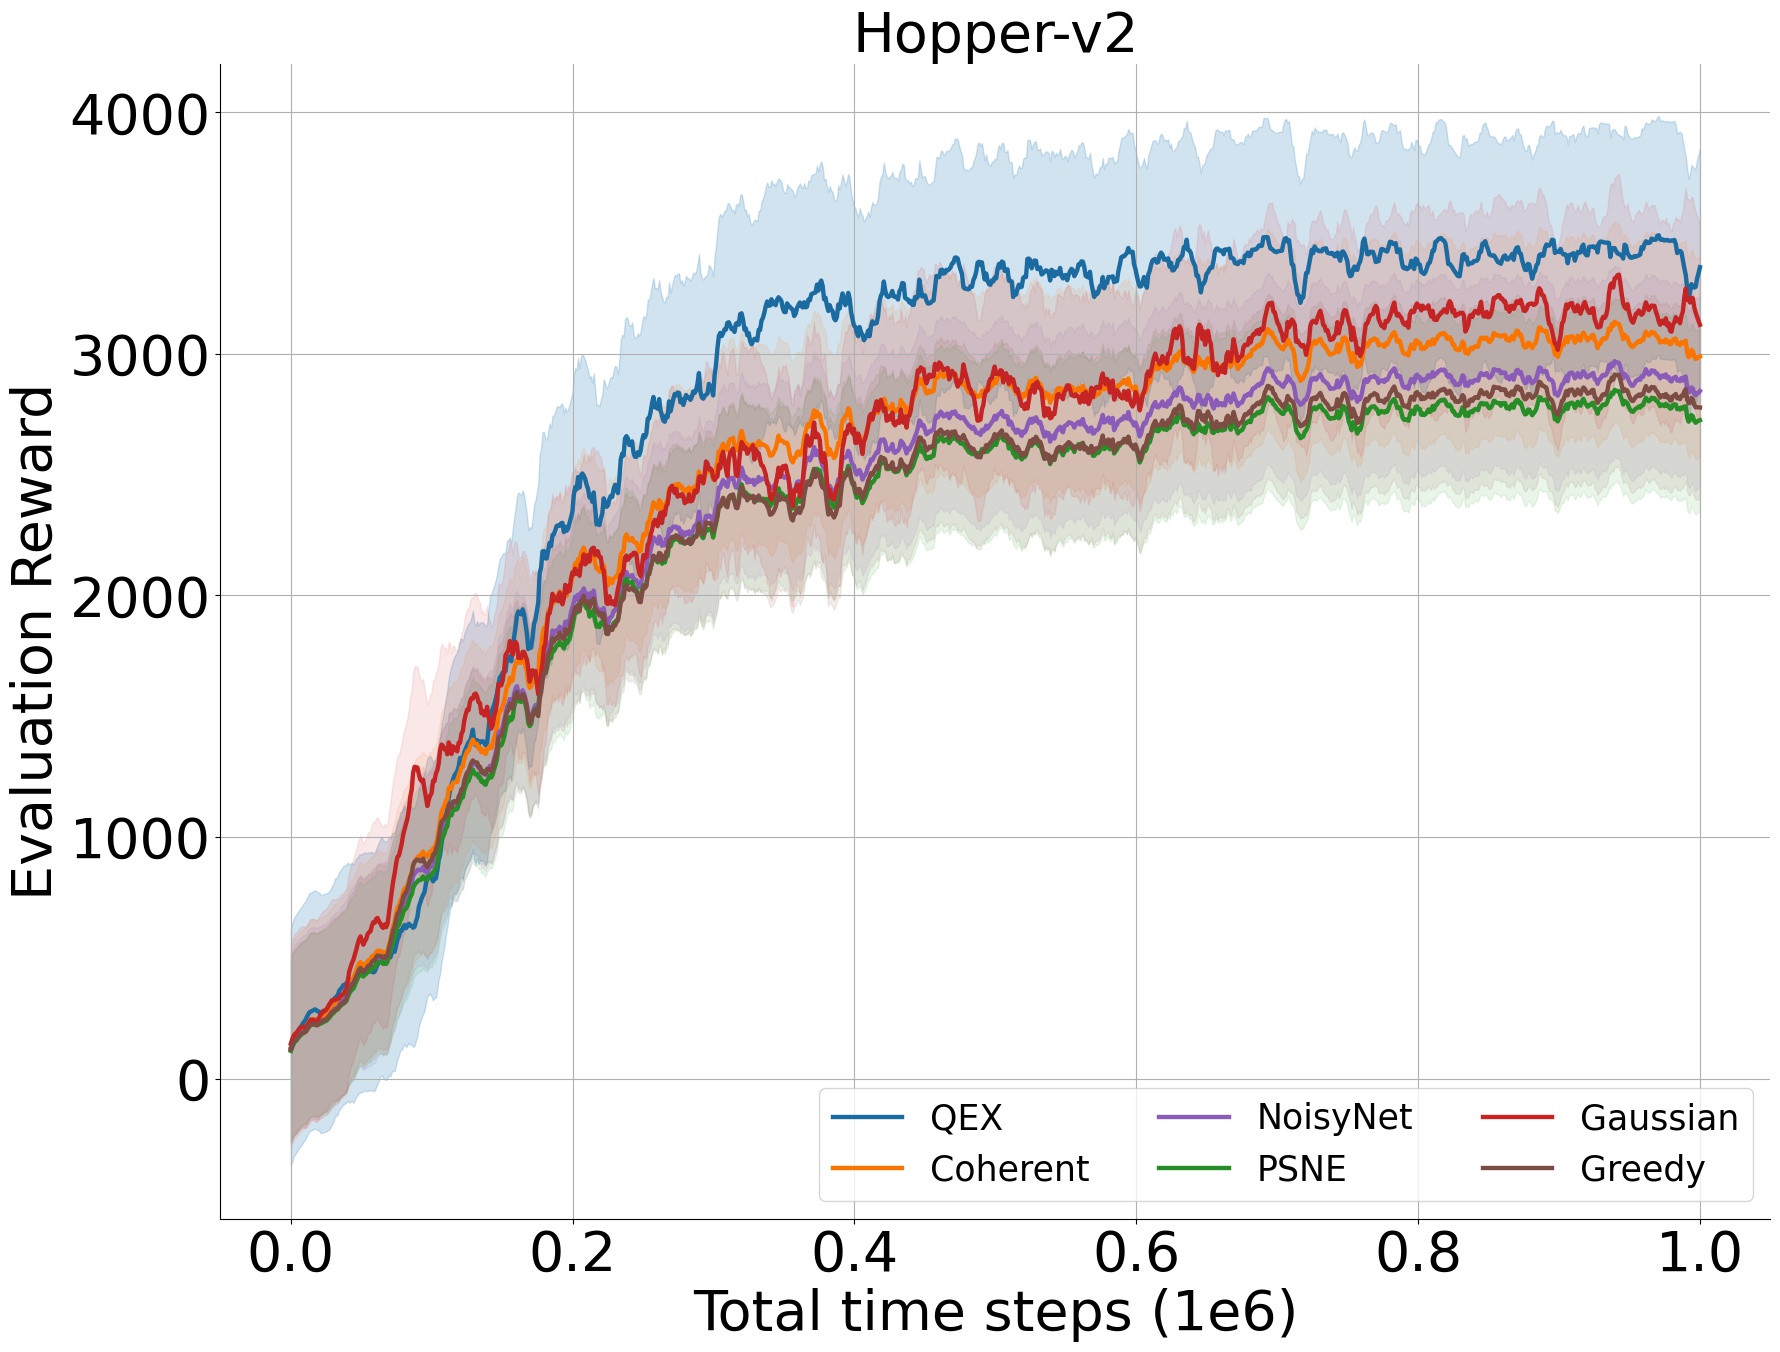 Hopper-v2
Evaluation Reward
4000
3000
2000
1000
0
QEX
NoisyNet
Gaussian
Coherent
PSNE
Greedy
0.0
0.2
0.4
0.6
0.8
1.0
Total time steps (1e6)